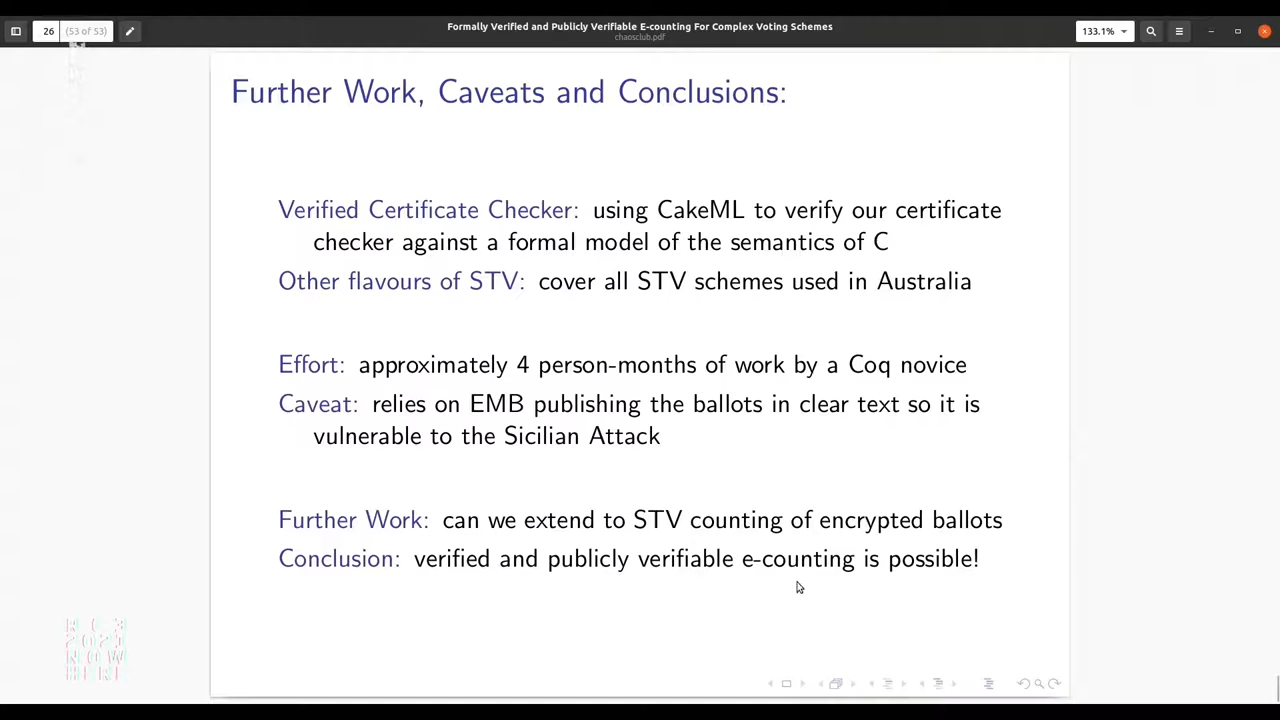 Formally Verified and Publicly Verifiable E-counting For Complex Voting Schemes
chaosclub.pdf
26 (53 of 53)
133.1%
Further Work, Caveats and Conclusions:
Verified Certificate Checker: using CakeML to verify our certificate
checker against a formal model of the semantics of C
Other flavours of STV: cover all STV schemes used in Australia
Effort: approximately 4 person-months of work by a Coq novice
Caveat: relies on EMB publishing the ballots in clear text so it is
vulnerable to the Sicilian Attack
Further Work: can we extend to STV counting of encrypted ballots
Conclusion: verified and publicly verifiable e-counting is possible!
RC3
2021
NOW
HERE